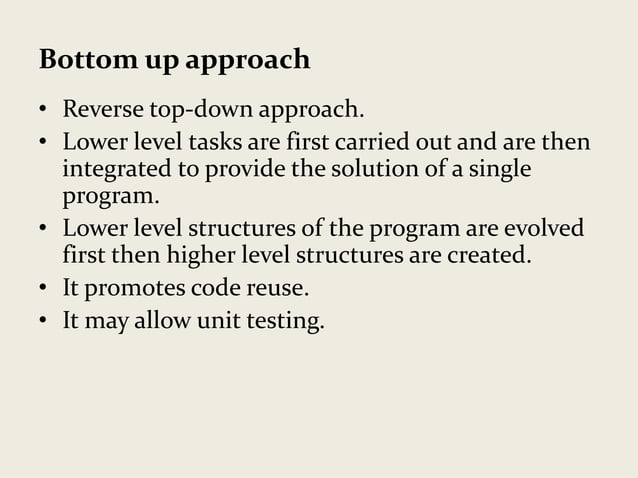 Bottom up approach
• Reverse top-down approach.
• Lower level tasks are first carried out and are then
integrated to provide the solution of a single
program.
• Lower level structures of the program are evolved
first then higher level structures are created.
• It promotes code reuse.
• It may allow unit testing.